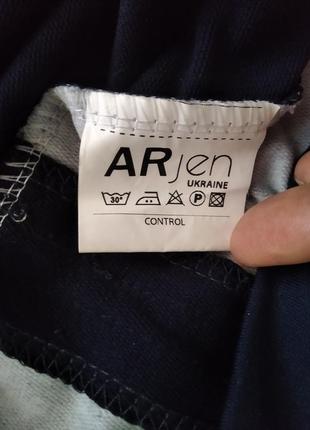 ARjen
UKRAINE
30° P
CONTROL